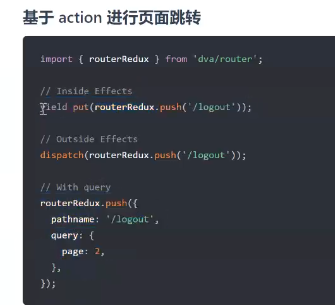 基于 action 进行页面跳转
import { routerRedux } from 'dva/router';
// Inside Effects
yield put(routerRedux.push('/logout'));
// Outside Effects
dispatch(routerRedux.push('/logout'));
// With query
routerRedux.push({
pathname: '/logout',
query: {
page: 2,
},
});